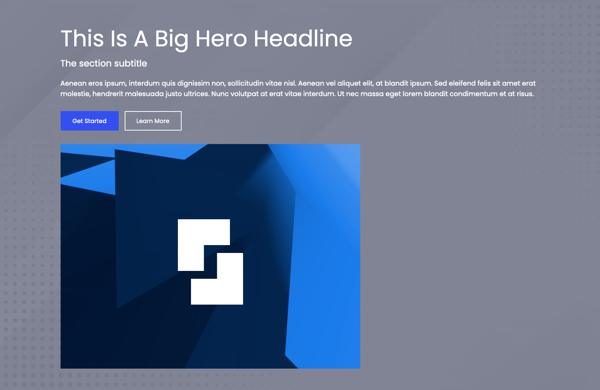 This Is A Big Hero Headline
The section subtitle
Aenean eros ipsum, interdum quis dignissim non, sollicitudin vitae nisl. Aenean vel aliquet elit, at blandit ipsum. Sed eleifend felis sit amet erat
molestie, hendrerit malesuada justo ultrices. Nunc volutpat at erat vitae interdum. Ut nec massa eget lorem blandit condimentum et at risus.
Get Started
Learn More